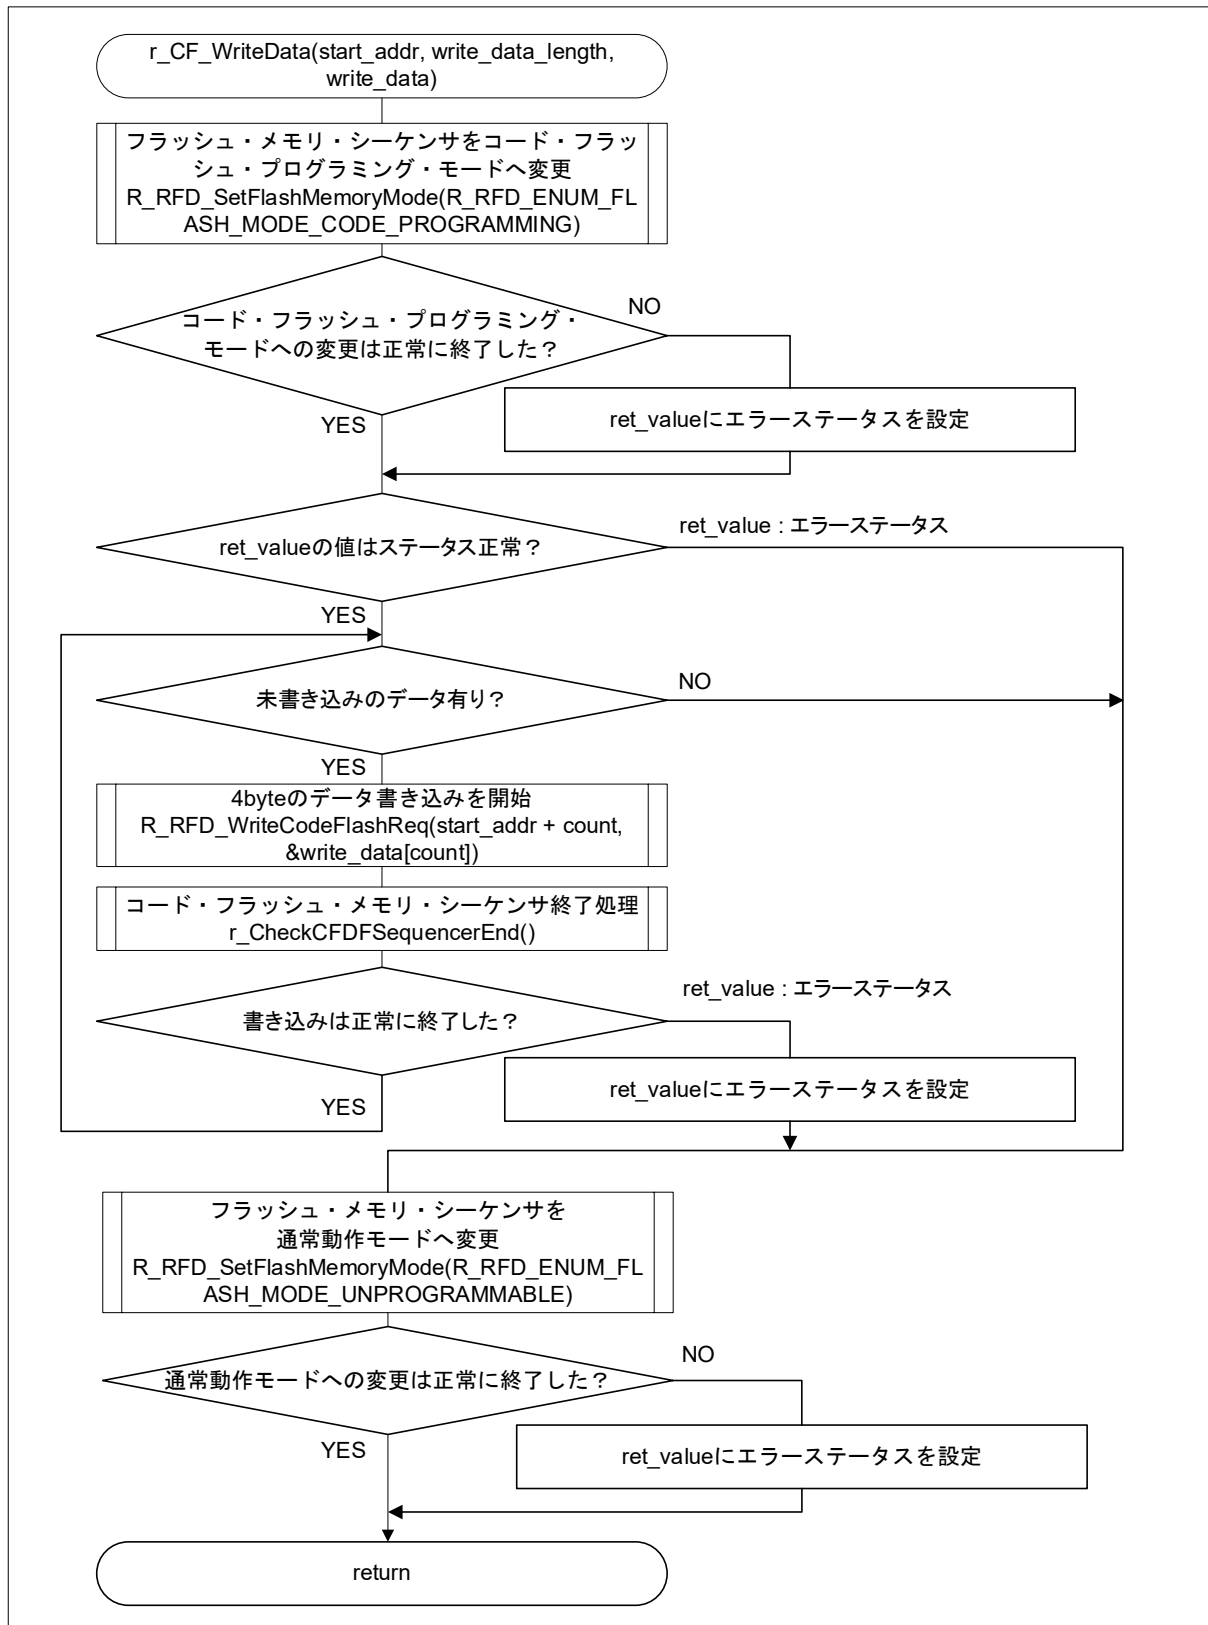 r_CF_WriteData(start_addr, write_data_length,
write_data)
フラッシュ・メモリ・シーケンサをコード・フラッ
シュ・プログラミング・モードへ変更
R_RFD_SetFlashMemoryMode(R_RFD_ENUM_FL
ASH_MODE_CODE_PROGRAMMING)
コード・フラッシュ・プログラミング・
モードへの変更は正常に終了した？
NO
ret_valueにエラーステータスを設定
YES
ret_valueの値はステータス正常？
ret_value : エラーステータス
YES
未書き込みのデータ有り？
NO
YES
4byteのデータ書き込みを開始
R_RFD_WriteCodeFlashReq(start_addr + count,
&write_data[count])
コード・フラッシュ・メモリ・シーケンサ終了処理
r_CheckCFDFSequencerEnd()
書き込みは正常に終了した？
ret_value : エラーステータス
ret_valueにエラーステータスを設定
YES
フラッシュ・メモリ・シーケンサを
通常動作モードへ変更
R_RFD_SetFlashMemoryMode(R_RFD_ENUM_FL
ASH_MODE_UNPROGRAMMABLE)
通常動作モードへの変更は正常に終了した？
NO
ret_valueにエラーステータスを設定
YES
return